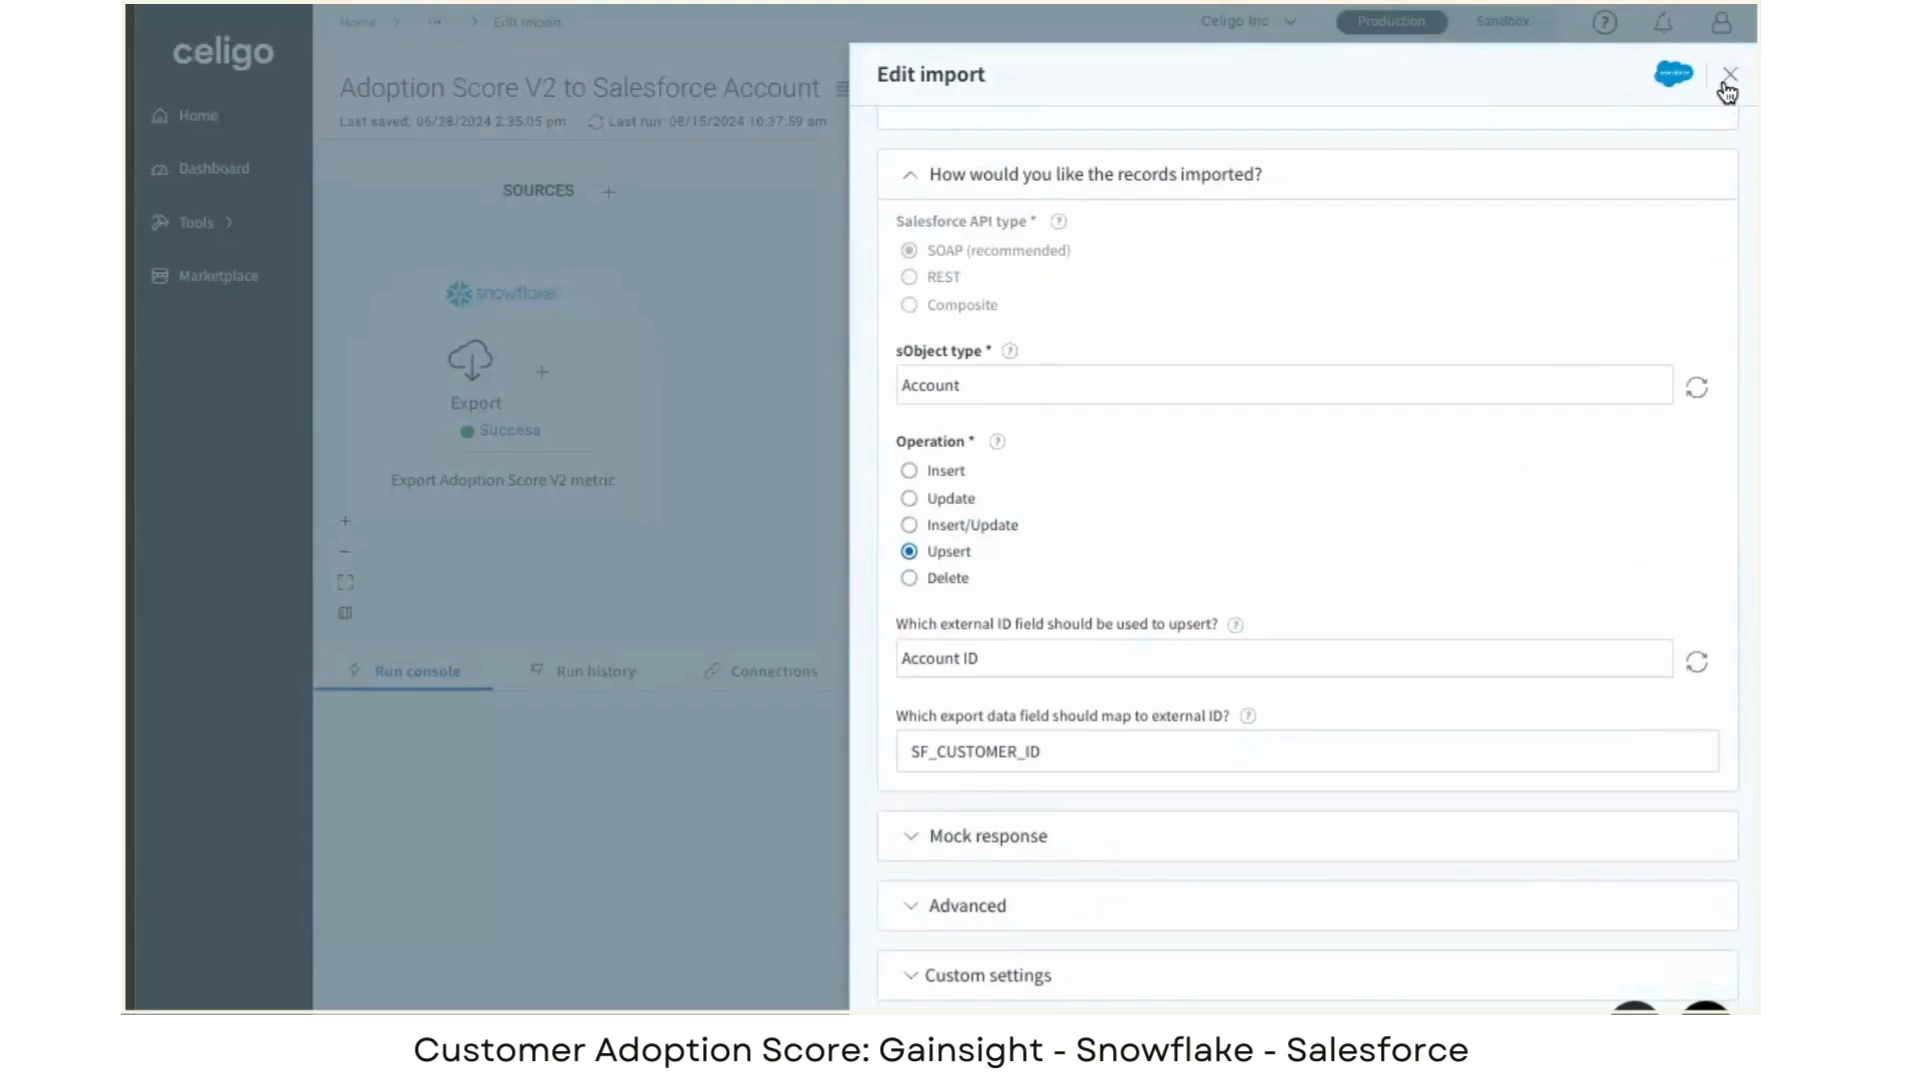 celigo
Home
Dashboard
Tools
Marketplace
Home > ... > Edit import
Celigo Inc
Production
Sandbox
Adoption Score V2 to Salesforce Account
Last saved: 06/28/2024 2:35:05 pm
Last run: 08/15/2024 10:37:59 am
SOURCES +
snowflake
Export
Success
Export Adoption Score V2 metric
Run console
Run history
Connections
Edit import
salesforce
How would you like the records imported?
Salesforce API type *
SOAP (recommended)
REST
Composite
sObject type *
Account
Operation *
Insert
Update
Insert/Update
Upsert
Delete
Which external ID field should be used to upsert?
Account ID
Which export data field should map to external ID?
SF_CUSTOMER_ID
Mock response
Advanced
Custom settings
Customer Adoption Score: Gainsight - Snowflake - Salesforce